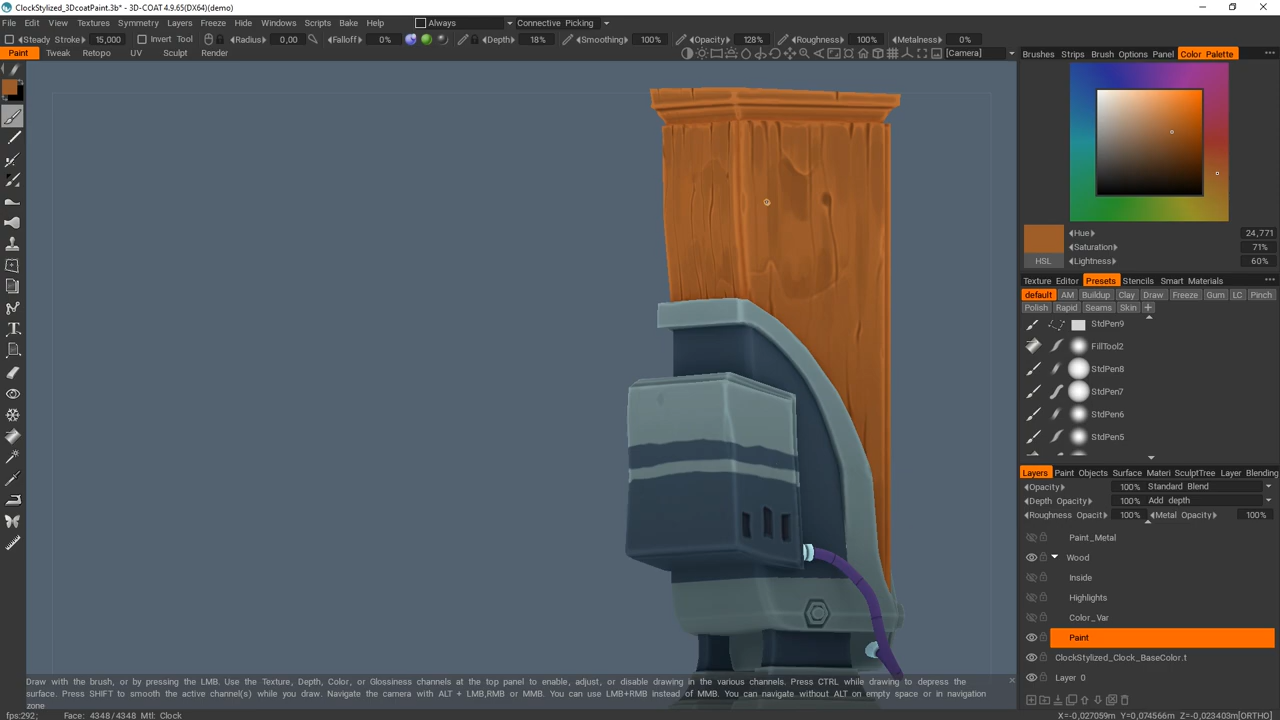 ClockStylized_3DcoatPaint.3b* - 3D-COAT 4.9.65(DX64)(demo)
File Edit View Textures Symmetry Layers Freeze Hide Windows Scripts Bake Help Always Connective Picking
Steady Stroke 15,000 Invert Tool Radius 0,00 Falloff 0% Depth 18% Smoothing 100% Opacity 128% Roughness 100% Metalness 0%
Paint Tweak Retopo UV Sculpt Render [Camera]
Brushes Strips Brush Options Panel Color Palette
Hue 24,771
Saturation 71%
HSL Lightness 60%
Texture Editor Presets Stencils Smart Materials
default AM Buildup Clay Draw Freeze Gum LC Pinch
Polish Rapid Seams Skin
StdPen9
FillTool2
StdPen8
StdPen7
StdPen6
StdPen5
Layers Paint Objects Surface Materi SculptTree Layer Blending
Opacity 100% Standard Blend
Depth Opacity 100% Add depth
Roughness Opacit 100% Metal Opacity 100%
Paint_Metal
Wood
Inside
Highlights
Color_Var
Paint
ClockStylized_Clock_BaseColor.t
Layer 0
Draw with the brush, or by pressing the LMB. Use the Texture, Depth, Color, or Glossiness channels at the top panel to enable, adjust, or disable drawing in the various channels. Press CTRL while drawing to depress the
surface. Press SHIFT to smooth the active channel(s) while you draw. Navigate the camera with ALT + LMB,RMB or MMB. You can use LMB+RMB instead of MMB. You can navigate without ALT on empty space or in navigation
zone
fps:292; Face: 4348/4348 Mtl: Clock X=-0,027059m Y=0,074566m Z=-0,023403m[ORTHO]